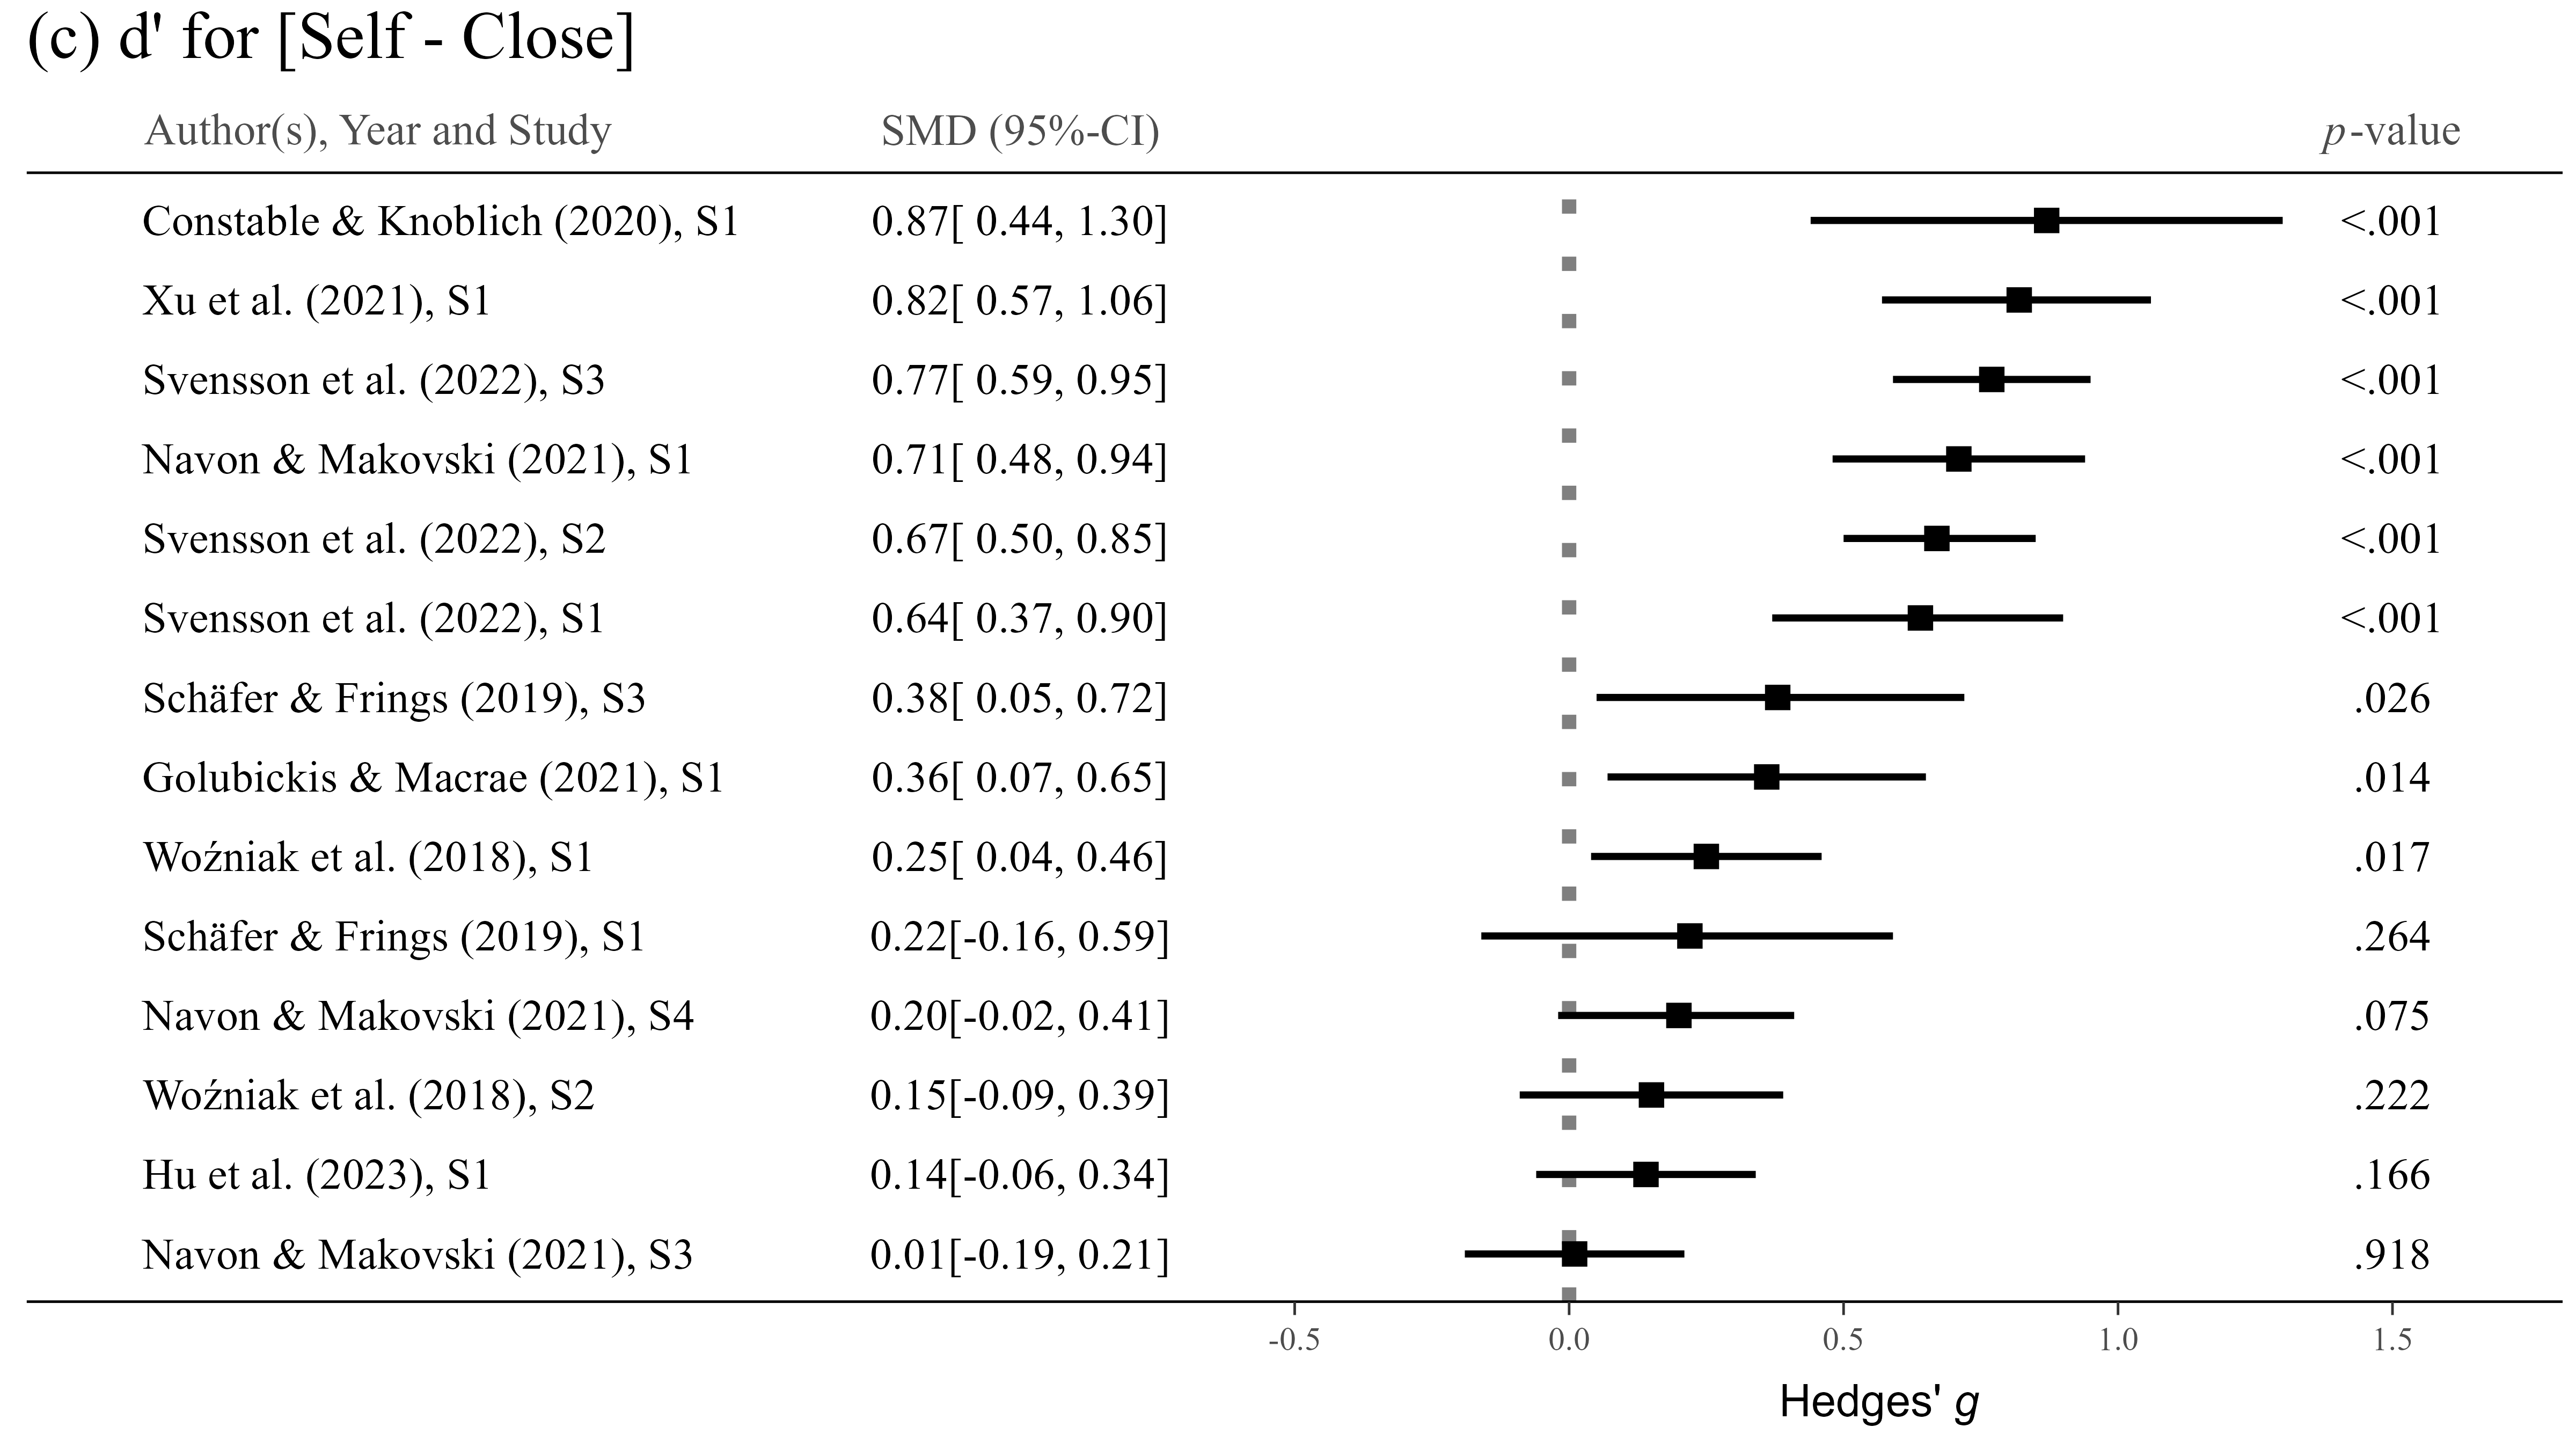 (c) d' for [Self - Close]
Author(s), Year and Study SMD (95%-CI) p-value
Constable & Knoblich (2020), S1 0.87[ 0.44, 1.30] <.001
Xu et al. (2021), S1 0.82[ 0.57, 1.06] <.001
Svensson et al. (2022), S3 0.77[ 0.59, 0.95] <.001
Navon & Makovski (2021), S1 0.71[ 0.48, 0.94] <.001
Svensson et al. (2022), S2 0.67[ 0.50, 0.85] <.001
Svensson et al. (2022), S1 0.64[ 0.37, 0.90] <.001
Schäfer & Frings (2019), S3 0.38[ 0.05, 0.72] .026
Golubickis & Macrae (2021), S1 0.36[ 0.07, 0.65] .014
Woźniak et al. (2018), S1 0.25[ 0.04, 0.46] .017
Schäfer & Frings (2019), S1 0.22[-0.16, 0.59] .264
Navon & Makovski (2021), S4 0.20[-0.02, 0.41] .075
Woźniak et al. (2018), S2 0.15[-0.09, 0.39] .222
Hu et al. (2023), S1 0.14[-0.06, 0.34] .166
Navon & Makovski (2021), S3 0.01[-0.19, 0.21] .918
-0.5 0.0 0.5 1.0 1.5
Hedges' g